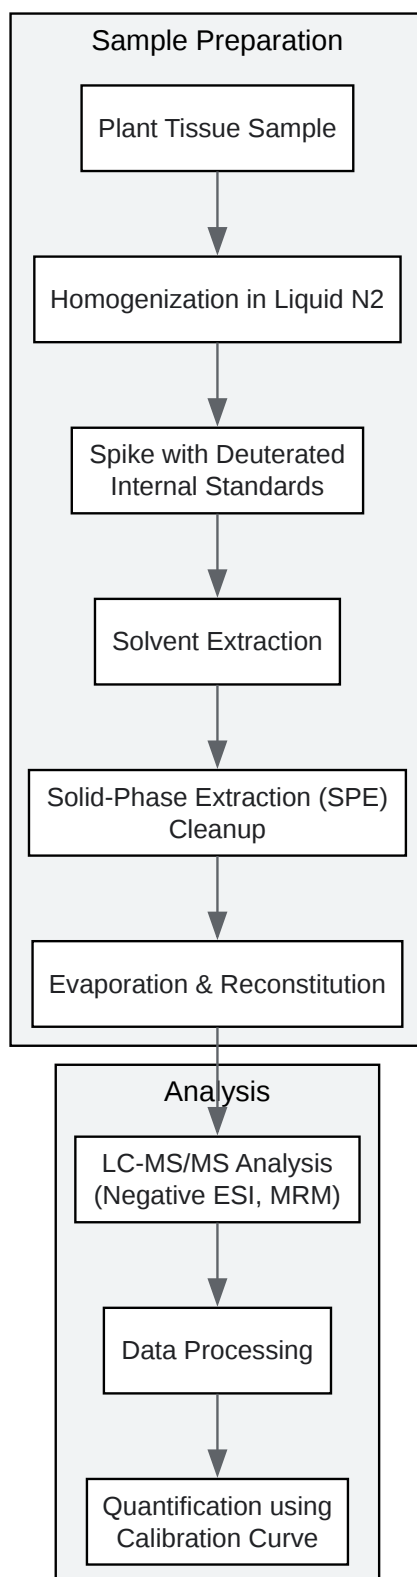 Sample Preparation
Plant Tissue Sample
Homogenization in Liquid N2
Spike with Deuterated
Internal Standards
Solvent Extraction
Solid-Phase Extraction (SPE)
Cleanup
Evaporation & Reconstitution
Analysis
LC-MS/MS Analysis
(Negative ESI, MRM)
Data Processing
Quantification using
Calibration Curve